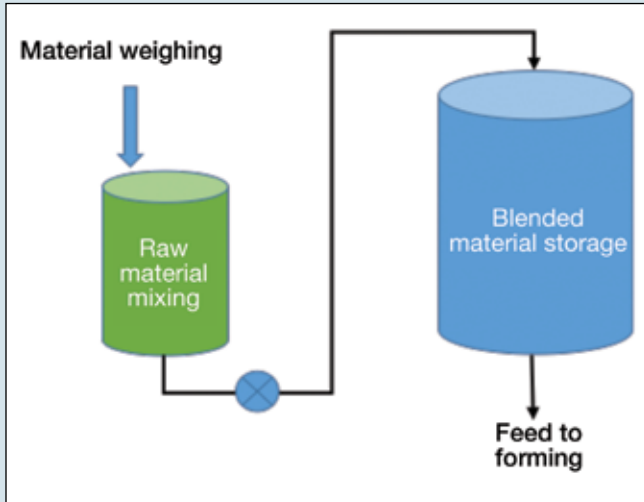 Material weighing
Raw
material
mixing
Blended
material storage
Feed to
forming